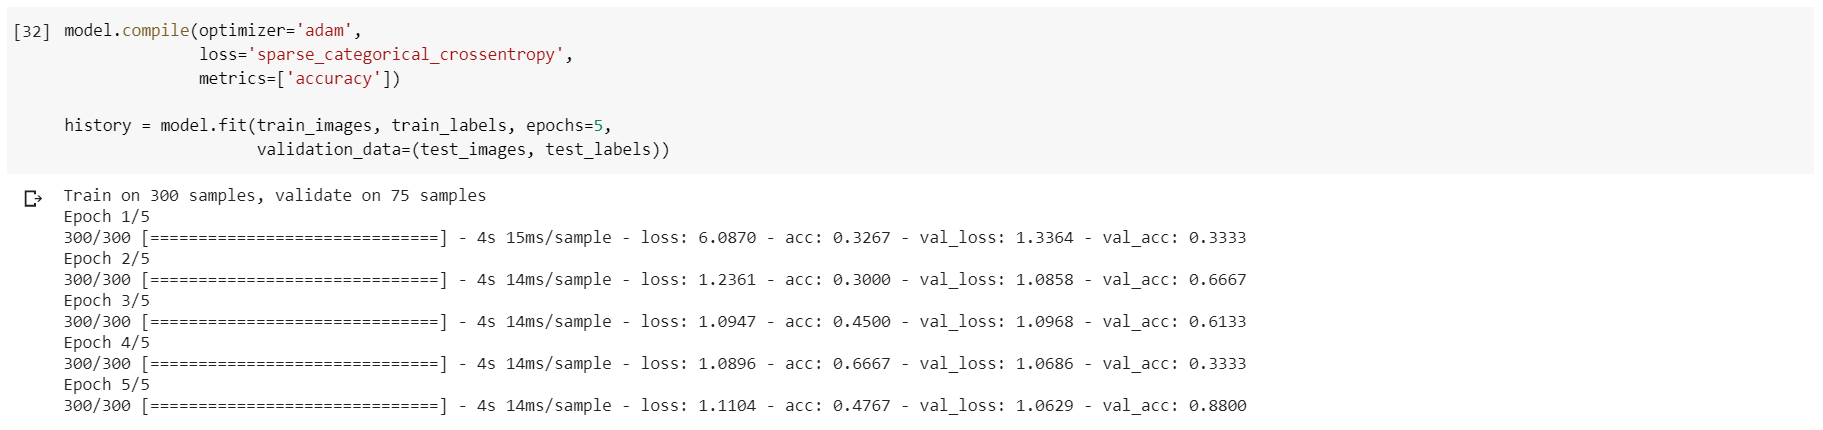 [32] model.compile(optimizer='adam',
              loss='sparse_categorical_crossentropy',
              metrics=['accuracy'])
history = model.fit(train_images, train_labels, epochs=5,
                    validation_data=(test_images, test_labels))
Train on 300 samples, validate on 75 samples
Epoch 1/5
300/300 [==============================] - 4s 15ms/sample - loss: 6.0870 - acc: 0.3267 - val_loss: 1.3364 - val_acc: 0.3333
Epoch 2/5
300/300 [==============================] - 4s 14ms/sample - loss: 1.2361 - acc: 0.3000 - val_loss: 1.0858 - val_acc: 0.6667
Epoch 3/5
300/300 [==============================] - 4s 14ms/sample - loss: 1.0947 - acc: 0.4500 - val_loss: 1.0968 - val_acc: 0.6133
Epoch 4/5
300/300 [==============================] - 4s 14ms/sample - loss: 1.0896 - acc: 0.6667 - val_loss: 1.0686 - val_acc: 0.3333
Epoch 5/5
300/300 [==============================] - 4s 14ms/sample - loss: 1.1104 - acc: 0.4767 - val_loss: 1.0629 - val_acc: 0.8800